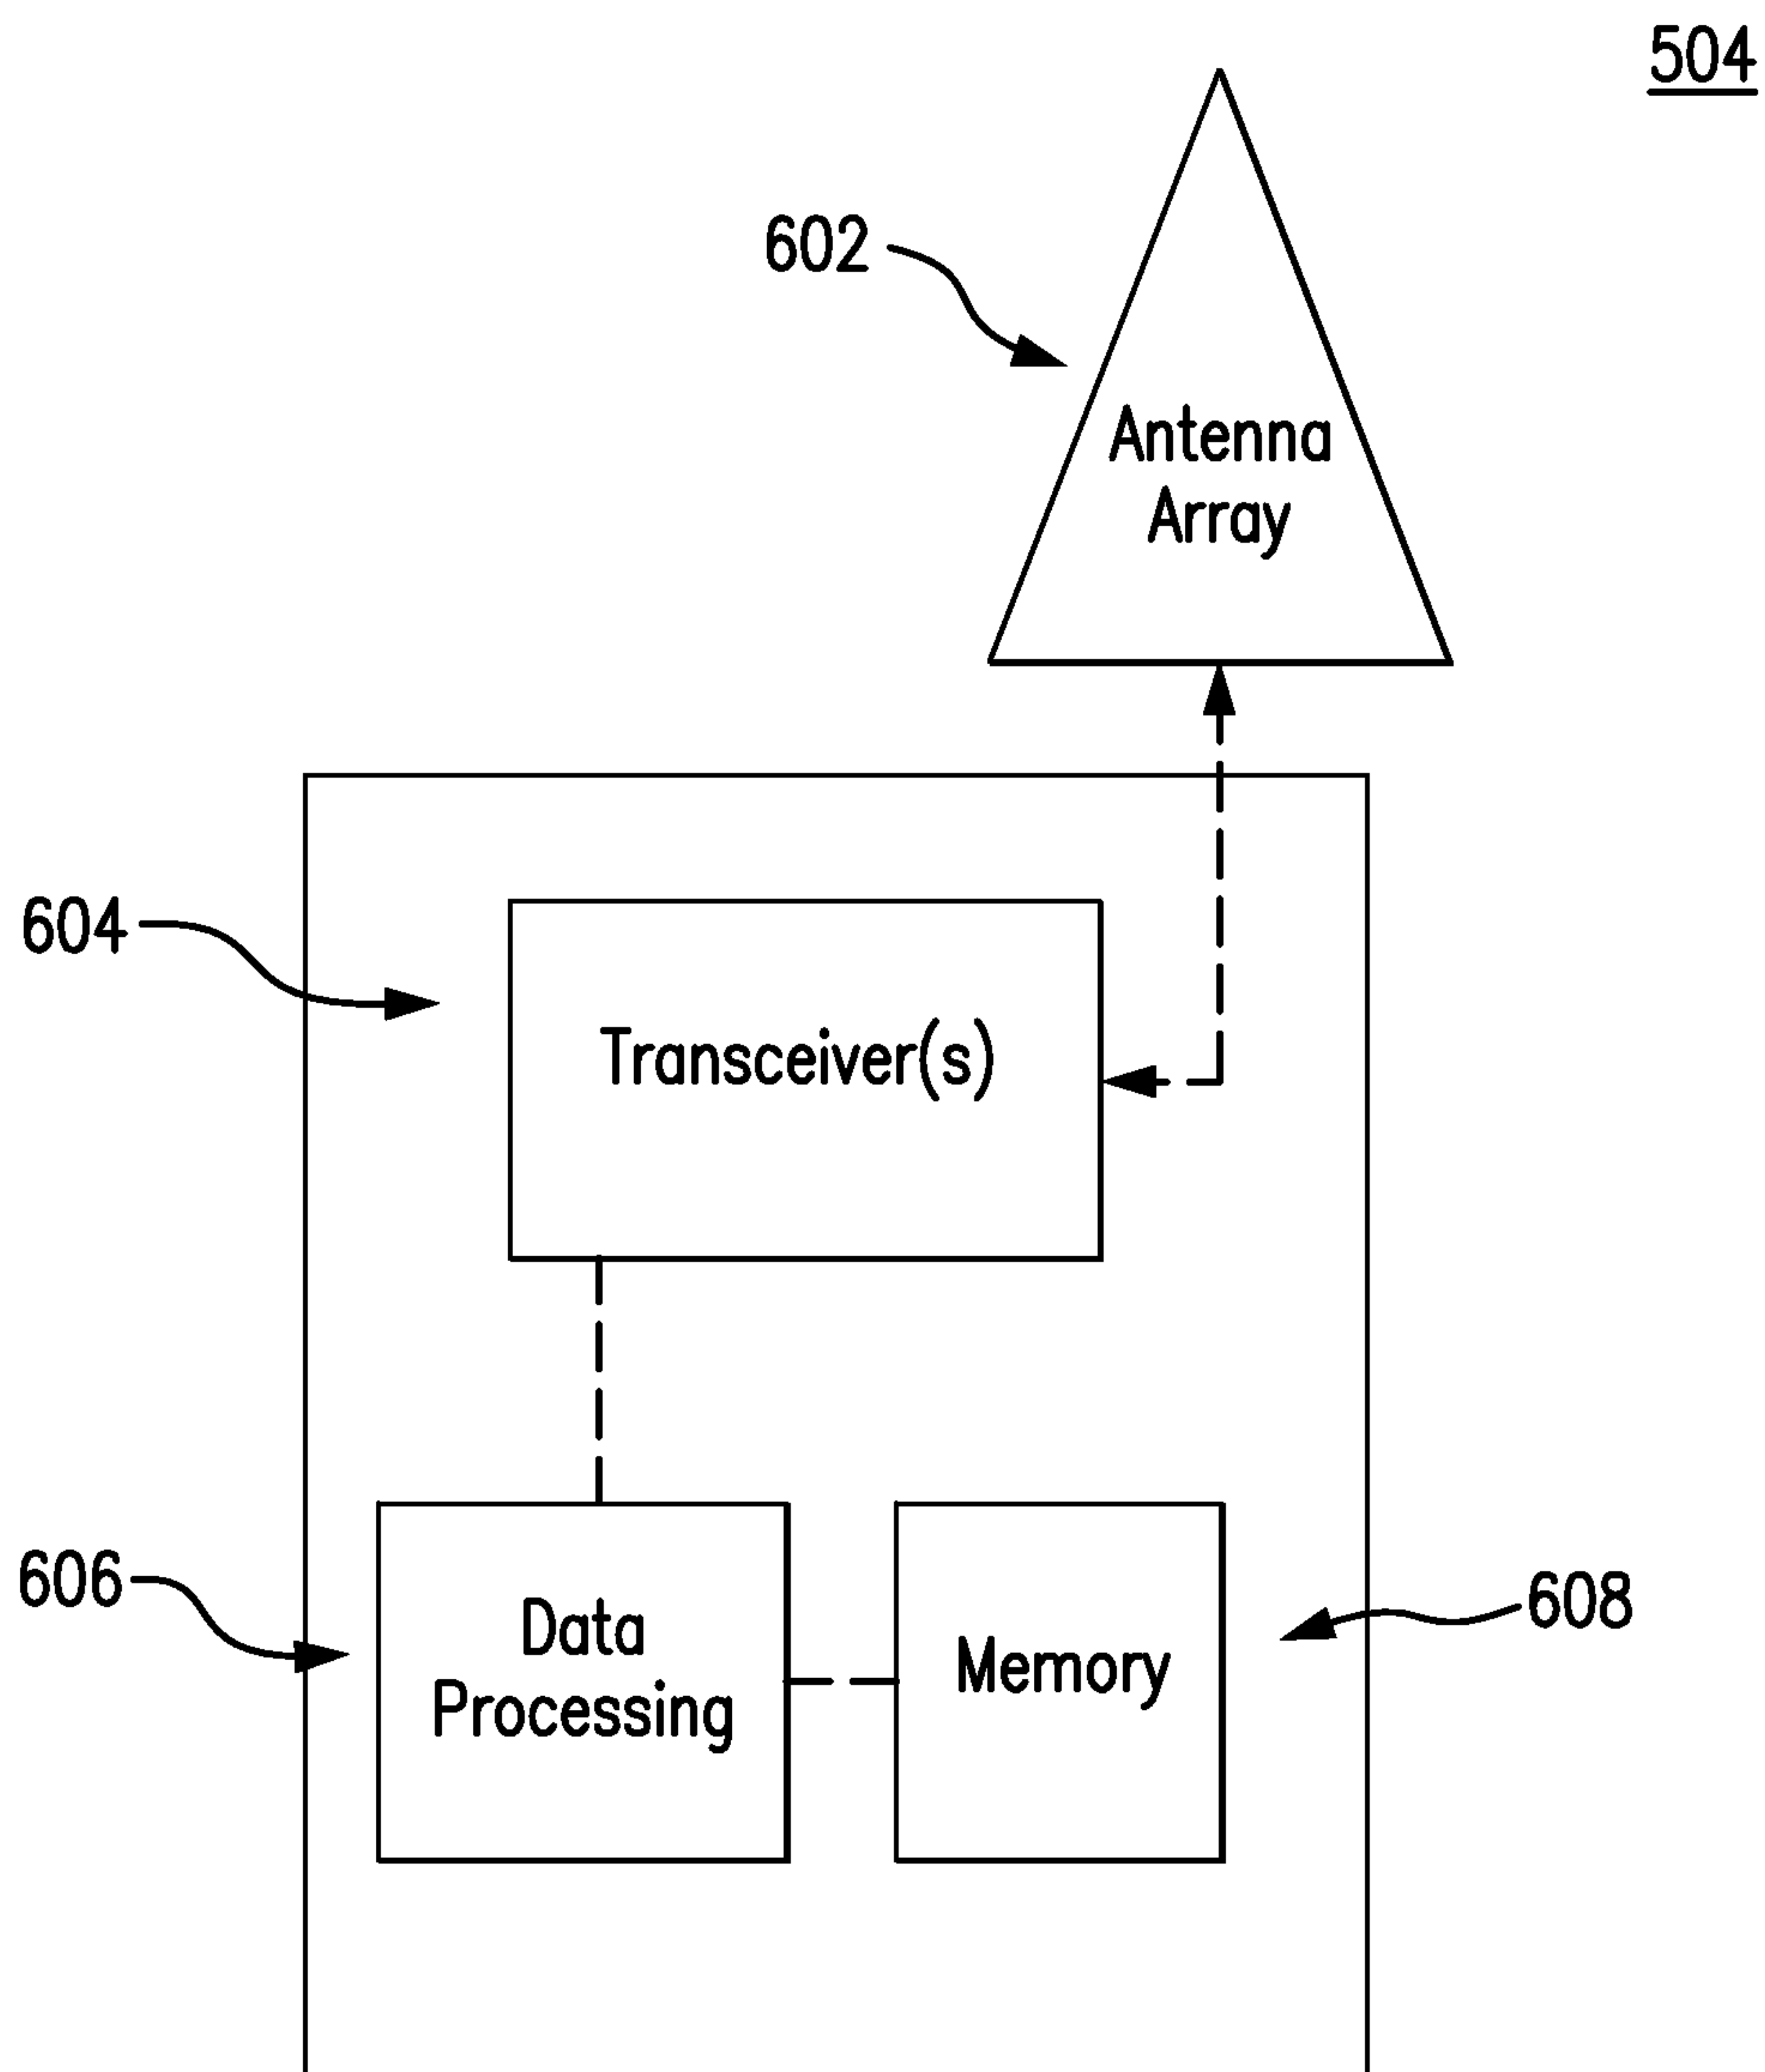 504
602
Antenna
Array
604
Transceiver(s)
606
Data
Processing
Memory
608